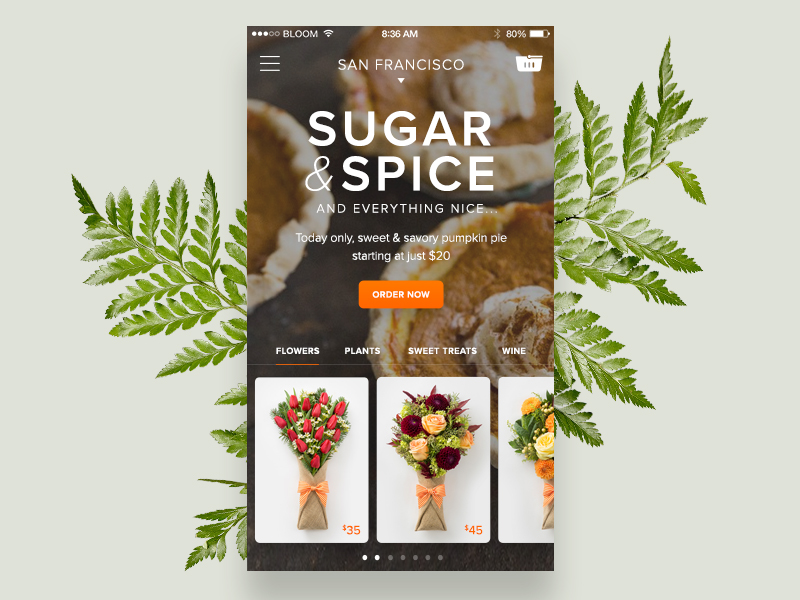 BLOOM 8:36 AM 80%
SAN FRANCISCO
SUGAR
& SPICE
AND EVERYTHING NICE...
Today only, sweet & savory pumpkin pie
starting at just $20
ORDER NOW
FLOWERS PLANTS SWEET TREATS WINE
$35 $45